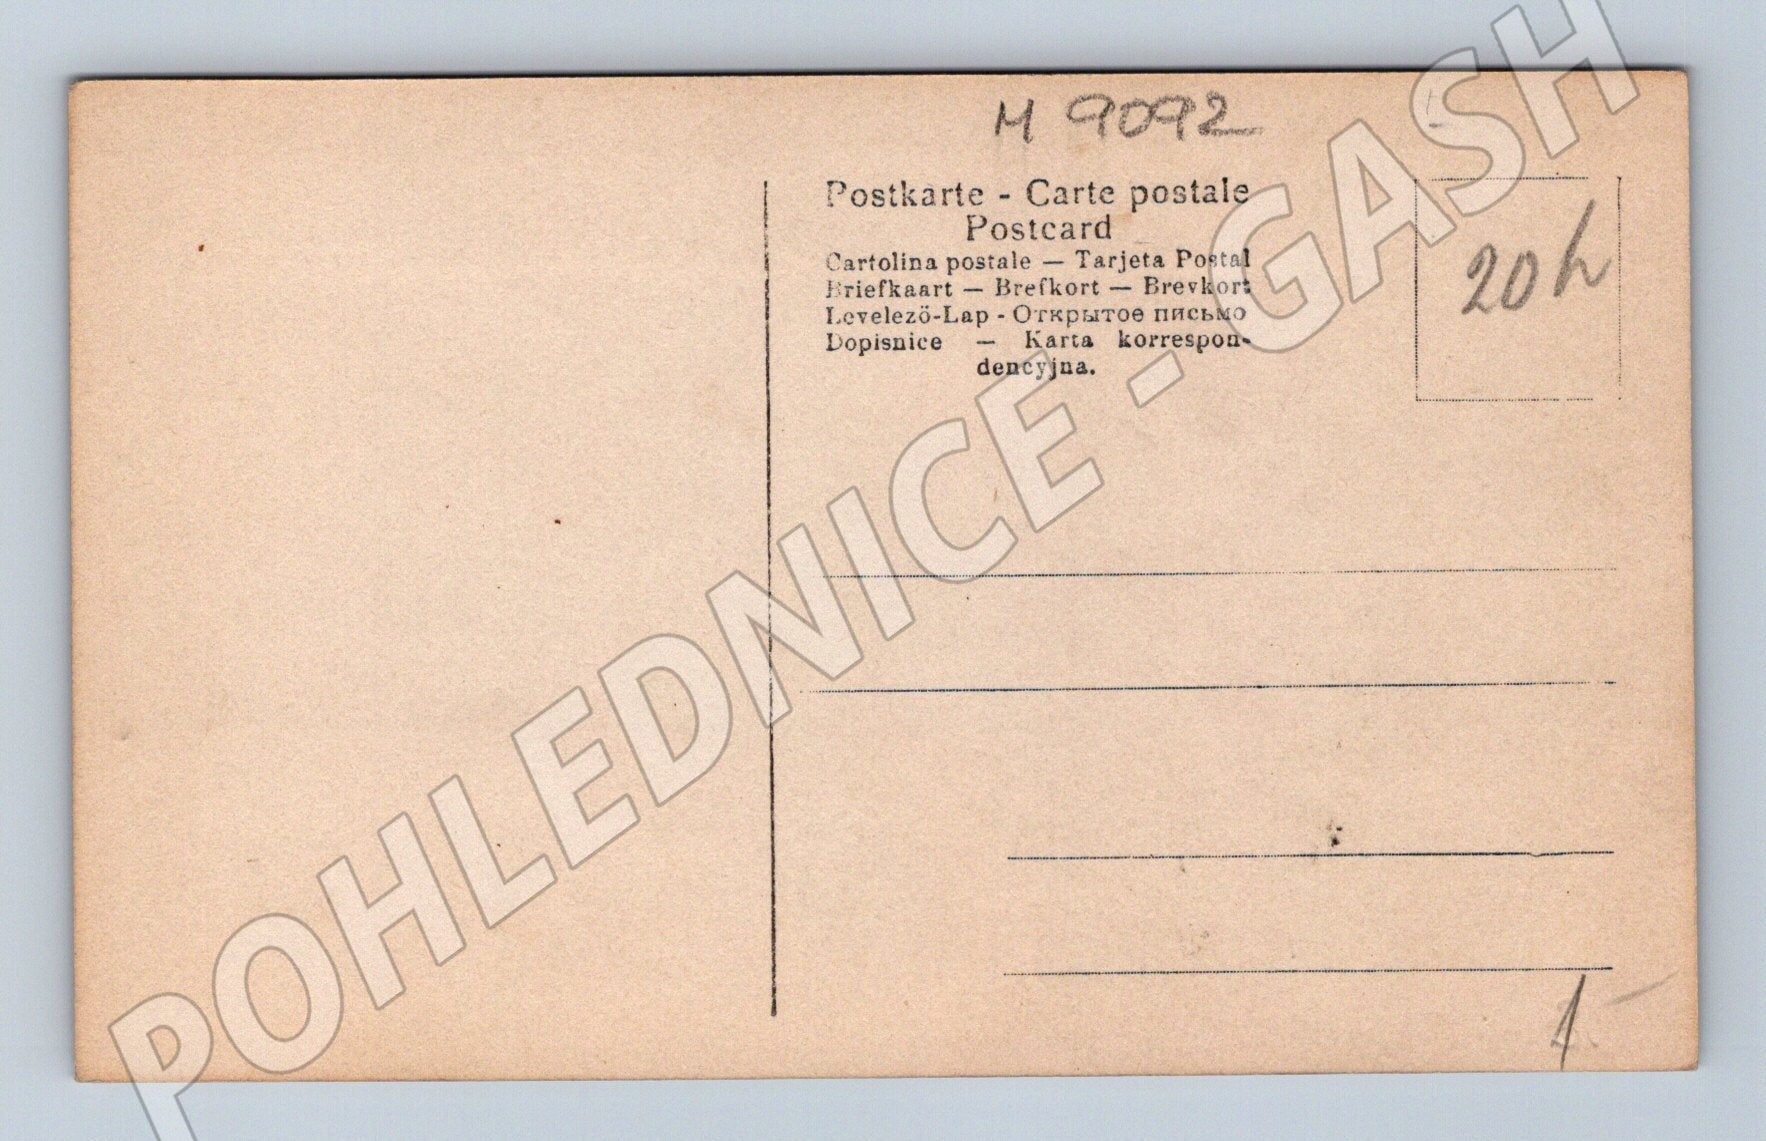 M 9092
Postkarte - Carte postale
Postcard
Cartolina postale — Tarjeta Postal
Briefkaart — Brefkort — Brevkort
Levelező-Lap - Открытое письмо
Dopisnice — Karta korrespon-
dencyjna.
20h
1-
POHLEDNICE - GASH